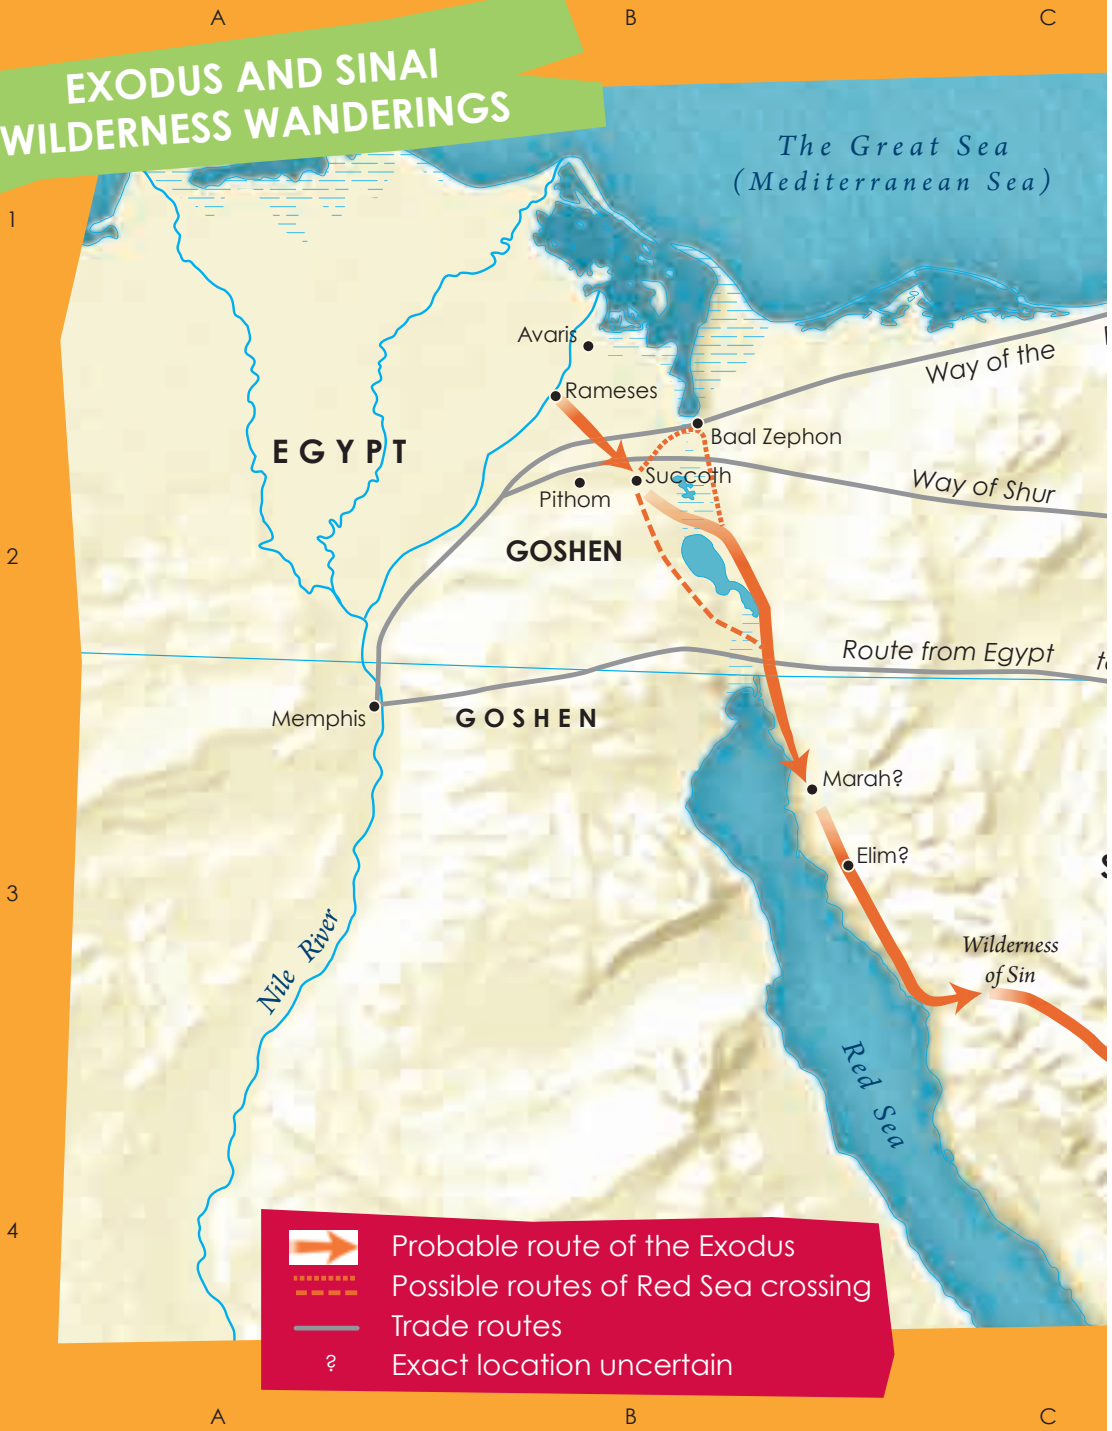 A
B
C
EXODUS AND SINAI
WILDERNESS WANDERINGS
The Great Sea
(Mediterranean Sea)
1
Avaris
Way of the
Rameses
Baal Zephon
EGYPT
Succoth
Way of Shur
Pithom
2
GOSHEN
Route from Egypt
Memphis
GOSHEN
Marah?
Elim?
3
Nile River
Wilderness
of Sin
Red Sea
4
Probable route of the Exodus
Possible routes of Red Sea crossing
Trade routes
? Exact location uncertain
A
B
C